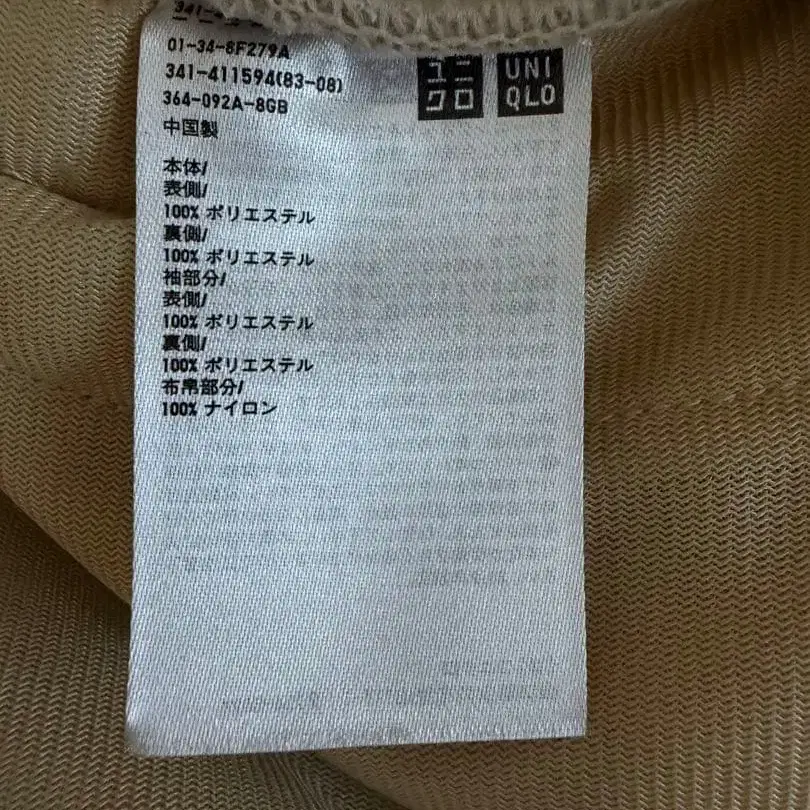 01-34-8F279A
341-411594(83-08)
364-092A-8GB
中国製
ユニ
クロ
UNI
QLO
本体/
表側/
100% ポリエステル
裏側/
100% ポリエステル
袖部分/
表側/
100% ポリエステル
裏側/
100% ポリエステル
布帛部分/
100% ナイロン